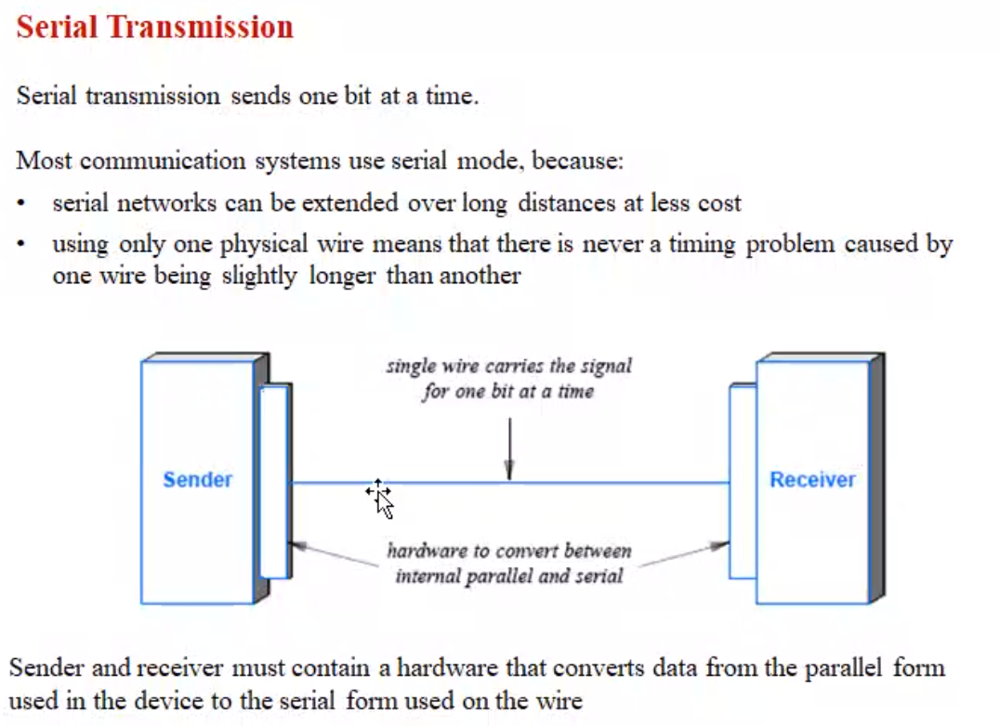 Serial Transmission
Serial transmission sends one bit at a time.
Most communication systems use serial mode, because:
• serial networks can be extended over long distances at less cost
• using only one physical wire means that there is never a timing problem caused by
one wire being slightly longer than another
single wire carries the signal
for one bit at a time
Sender
Receiver
hardware to convert between
internal parallel and serial
Sender and receiver must contain a hardware that converts data from the parallel form
used in the device to the serial form used on the wire